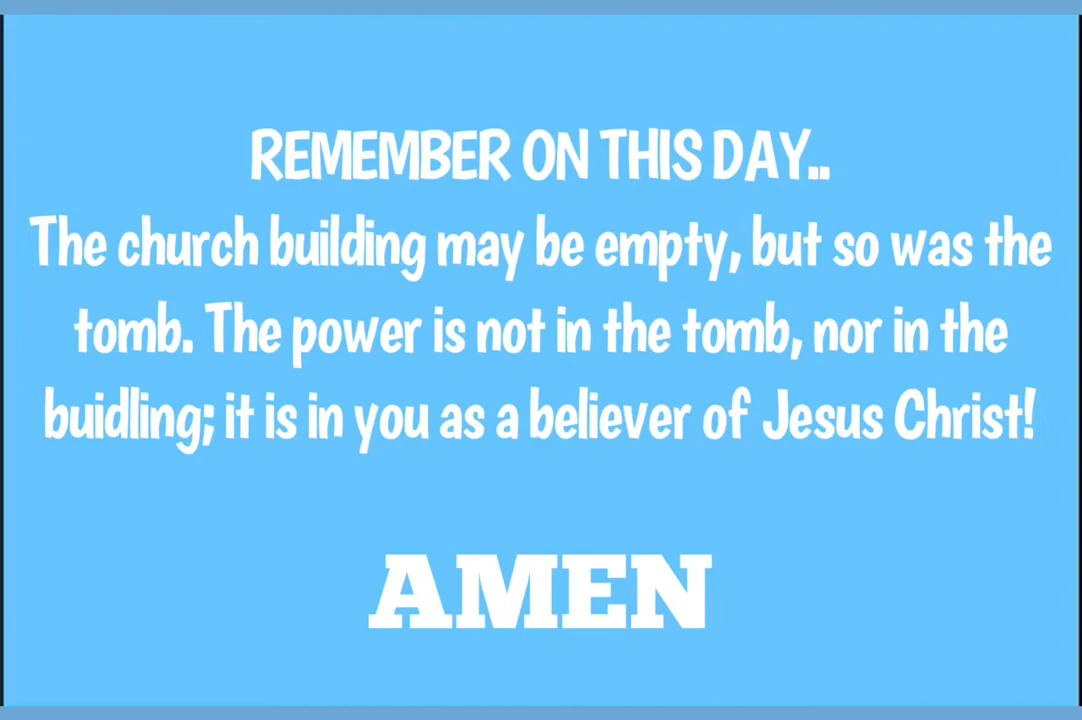 REMEMBER ON THIS DAY..
The church building may be empty, but so was the
tomb. The power is not in the tomb, nor in the
buidling; it is in you as a believer of Jesus Christ!
AMEN